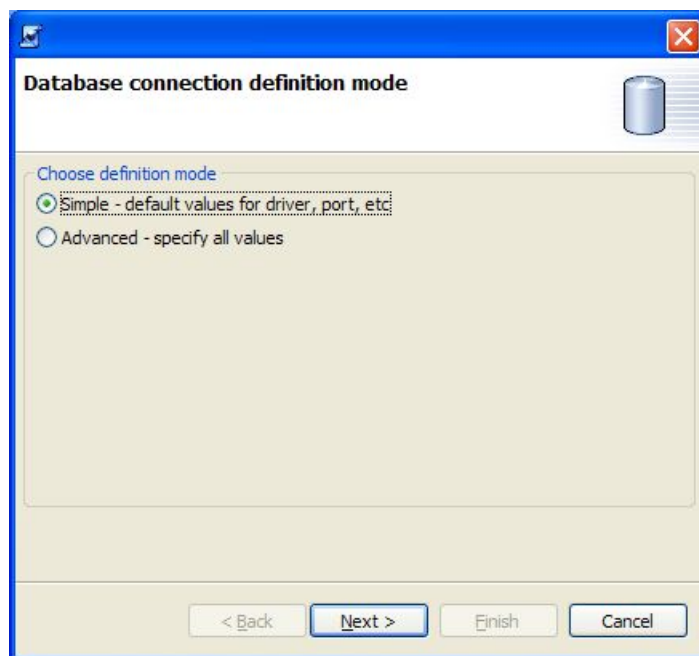 Database connection definition mode
Choose definition mode
Simple - default values for driver, port, etc
Advanced - specify all values
< Back
Next >
Finish
Cancel